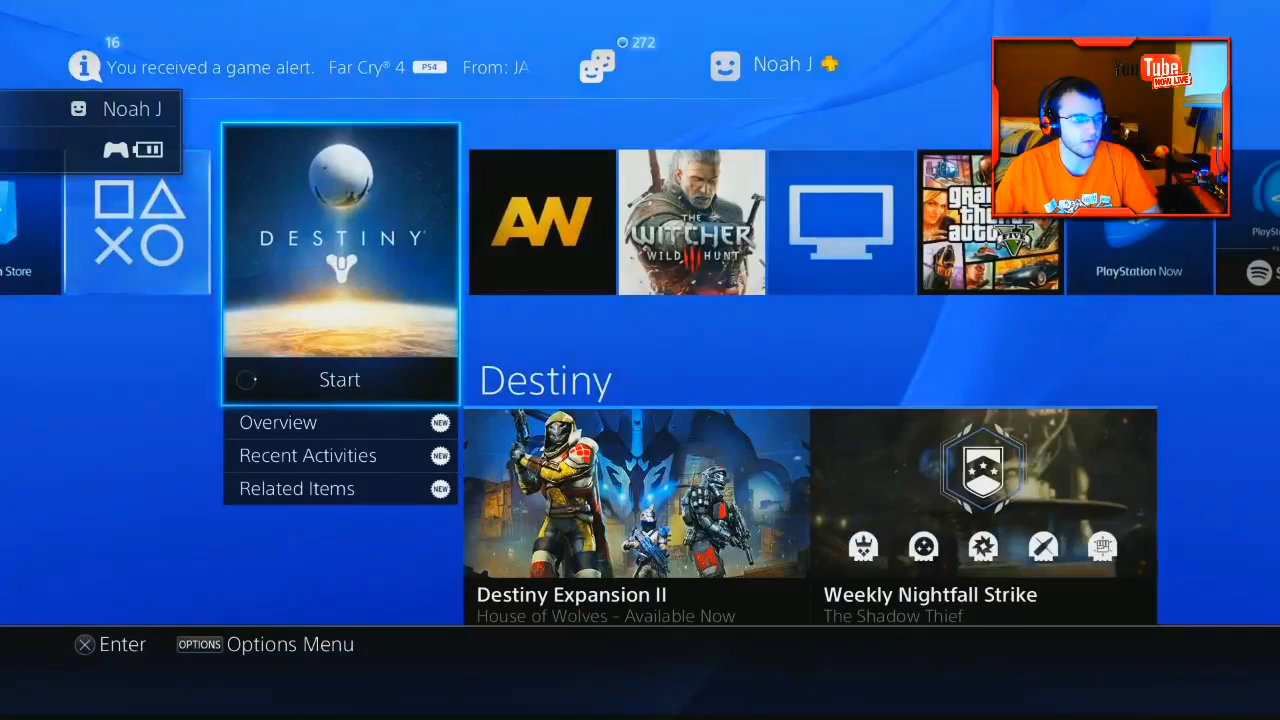 16
You received a game alert. Far Cry® 4 PS4 From: JA
272
Noah J
You Tube
NOW LIVE
Noah J
n Store
DESTINY
Start
AW
THE
WITCHER
WILD HUNT
PlayStation Now
Destiny
Overview NEW
Recent Activities NEW
Related Items NEW
Destiny Expansion II
House of Wolves – Available Now
Weekly Nightfall Strike
The Shadow Thief
Enter OPTIONS Options Menu